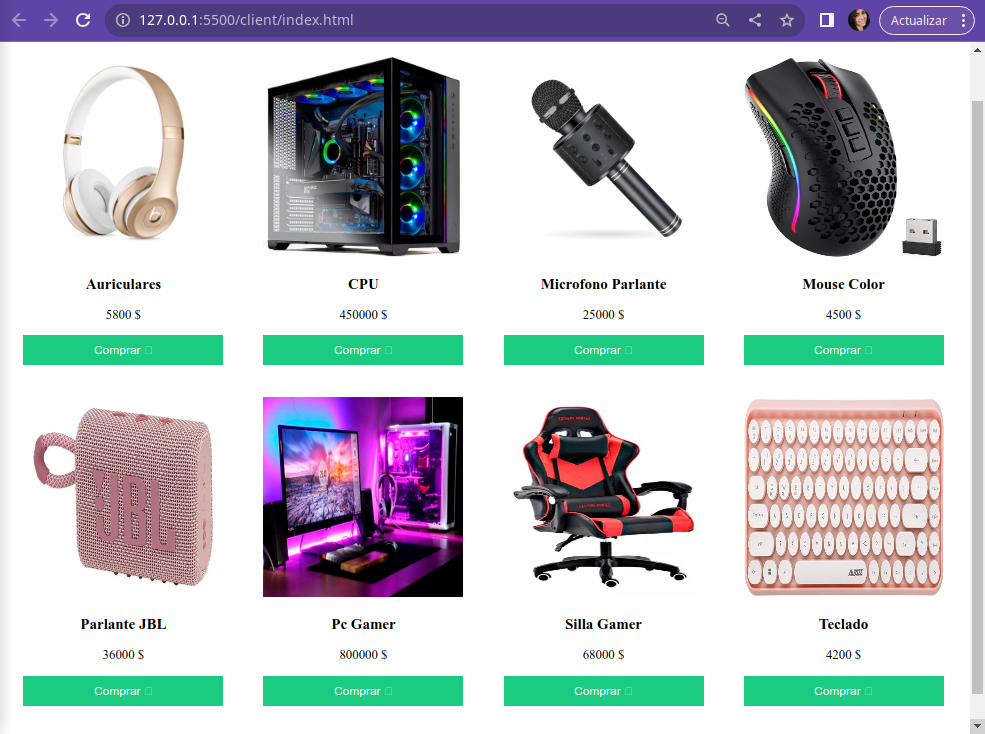 127.0.0.1:5500/client/index.html
Actualizar
Auriculares
CPU
Microfono Parlante
Mouse Color
5800 $
450000 $
25000 $
4500 $
Comprar
Comprar
Comprar
Comprar
JBL
Parlante JBL
Pc Gamer
Silla Gamer
Teclado
36000 $
800000 $
68000 $
4200 $
Comprar
Comprar
Comprar
Comprar